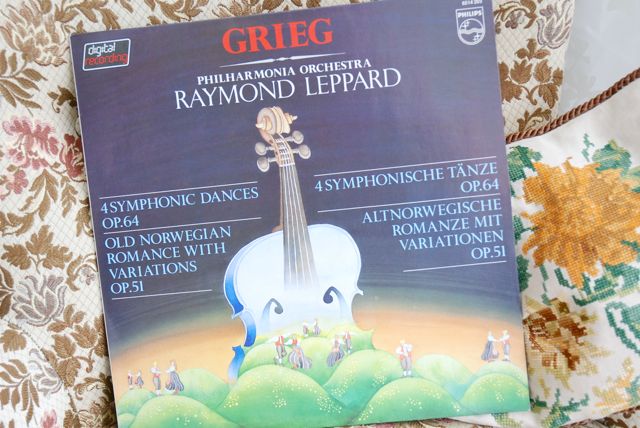 digital
recording
GRIEG
PHILIPS
PHILHARMONIA ORCHESTRA
RAYMOND LEPPARD
4 SYMPHONIC DANCES
OP.64
OLD NORWEGIAN
ROMANCE WITH
VARIATIONS
OP.51
4 SYMPHONISCHE TÄNZE
OP.64
ALTNORWEGISCHE
ROMANZE MIT
VARIATIONEN
OP.51